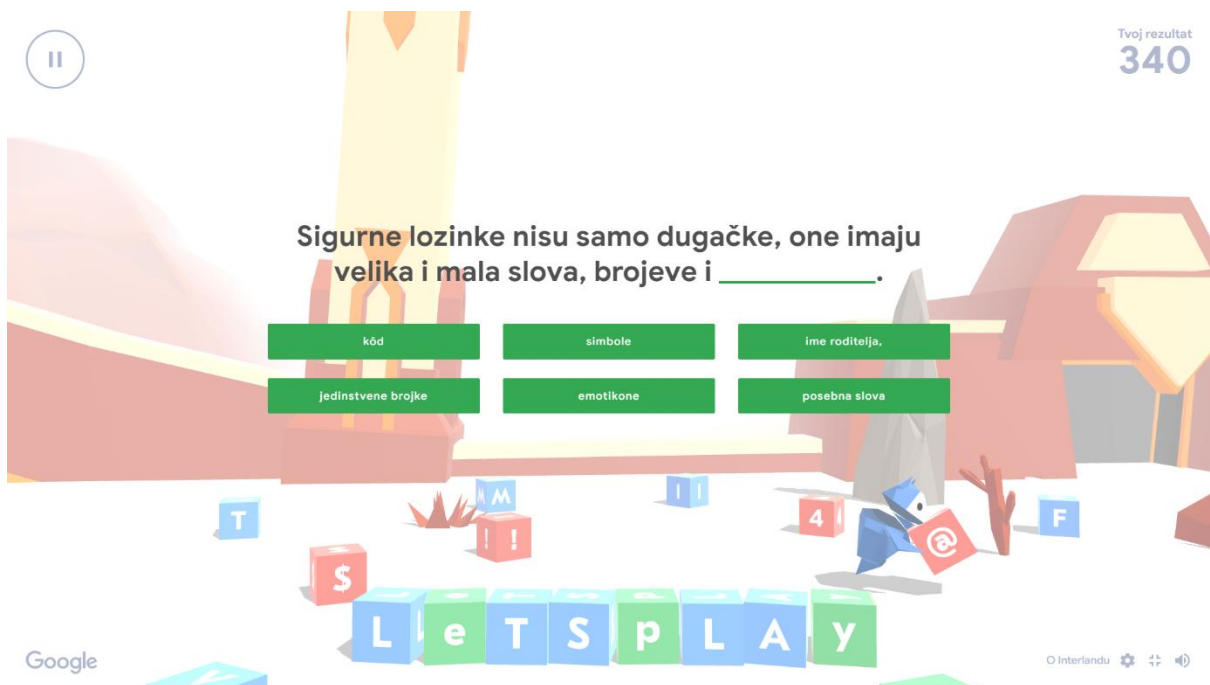 Tvoj rezultat
340
Sigurne lozinke nisu samo dugačke, one imaju
velika i mala slova, brojeve i ____________.
kôd
simbole
ime roditelja,
jedinstvene brojke
emotikone
posebna slova
T
M M
I I
4
F
! !
@
$
L e T S p L A y
Google
O Interlandu